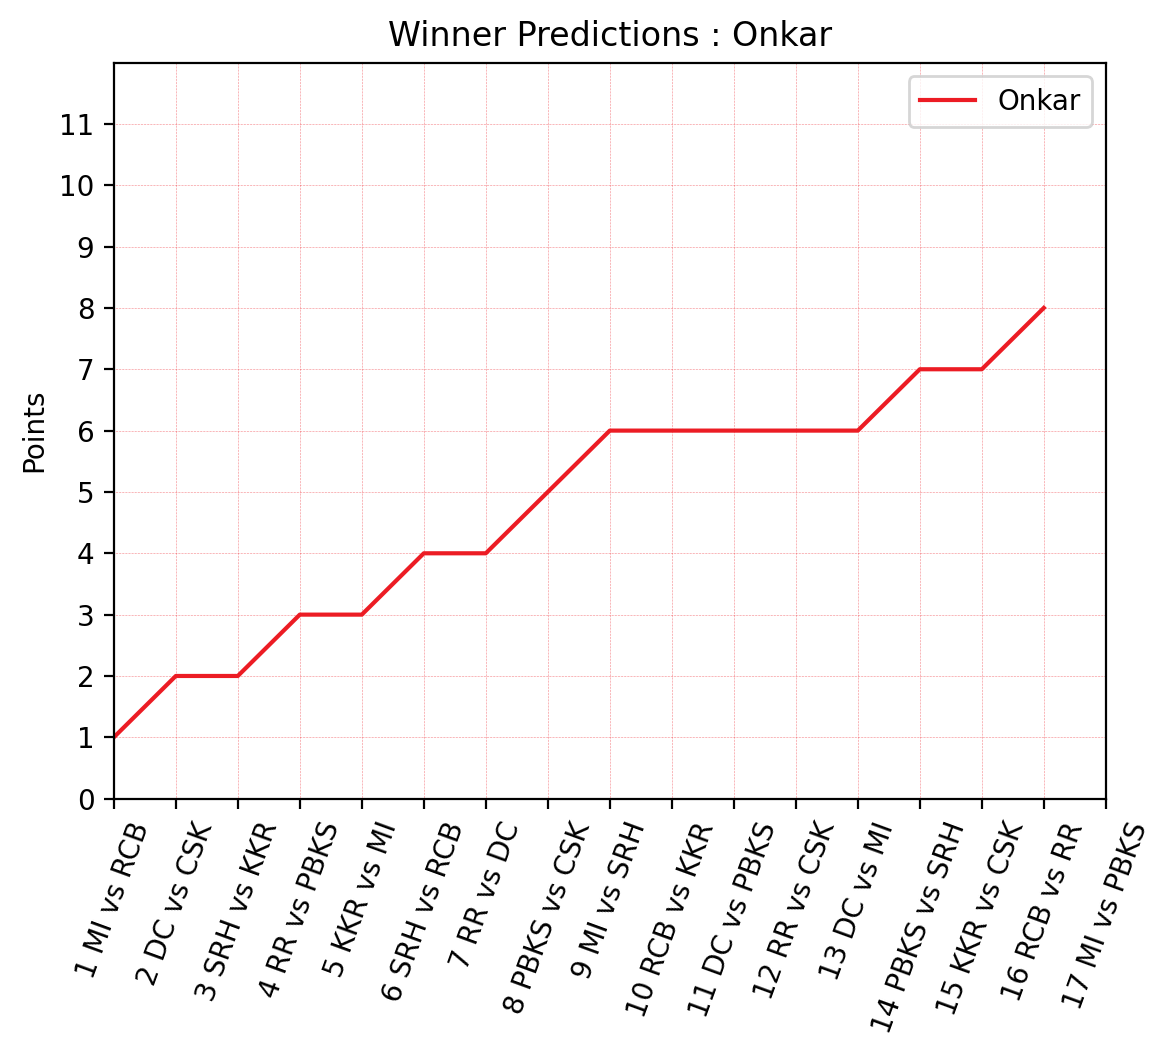 Winner Predictions : Onkar
Onkar
Points
11
10
9
8
7
6
5
4
3
2
1
0
1 MI vs RCB
2 DC vs CSK
3 SRH vs KKR
4 RR vs PBKS
5 KKR vs MI
6 SRH vs RCB
7 RR vs DC
8 PBKS vs CSK
9 MI vs SRH
10 RCB vs KKR
11 DC vs PBKS
12 RR vs CSK
13 DC vs MI
14 PBKS vs SRH
15 KKR vs CSK
16 RCB vs RR
17 MI vs PBKS